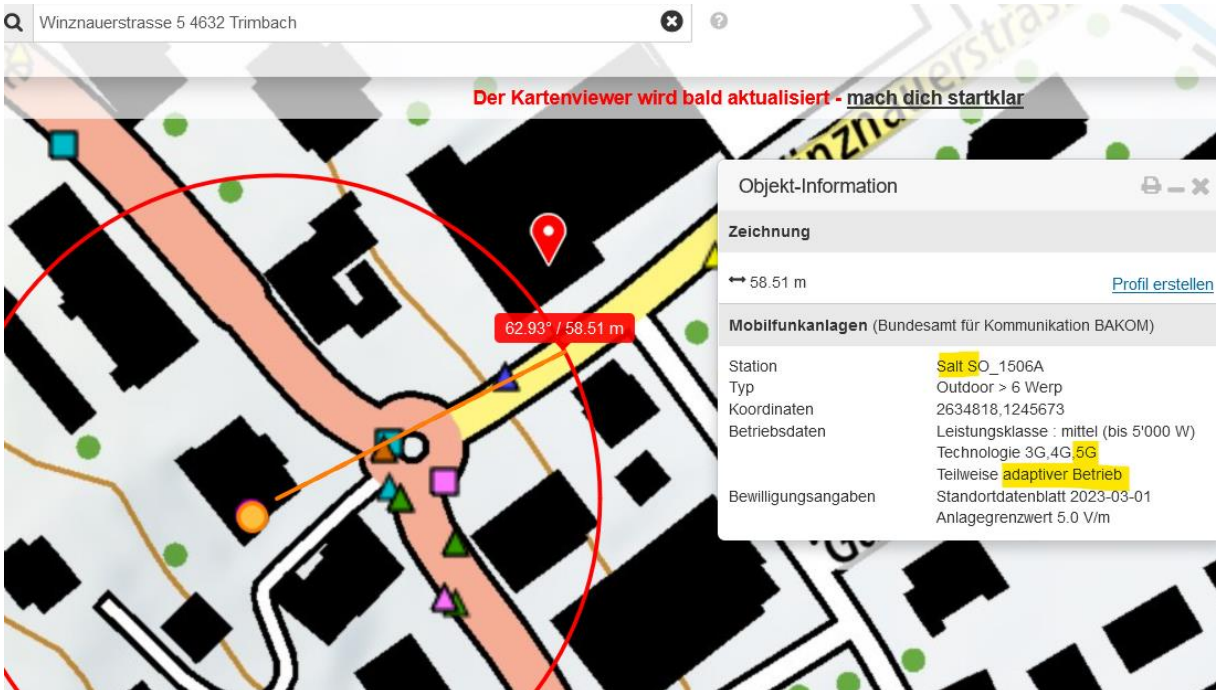 Winznauerstrasse 5 4632 Trimbach
Der Kartenviewer wird bald aktualisiert - mach dich startklar
Winznauerstrasse
Objekt-Information
Zeichnung
58.51 m
Profil erstellen
62.93° / 58.51 m
Mobilfunkanlagen (Bundesamt für Kommunikation BAKOM)
Station Salt SO_1506A
Typ Outdoor > 6 Werp
Koordinaten 2634818,1245673
Betriebsdaten Leistungsklasse : mittel (bis 5'000 W)
Technologie 3G,4G,5G
Teilweise adaptiver Betrieb
Bewilligungsangaben Standortdatenblatt 2023-03-01
Anlagegrenzwert 5.0 V/m